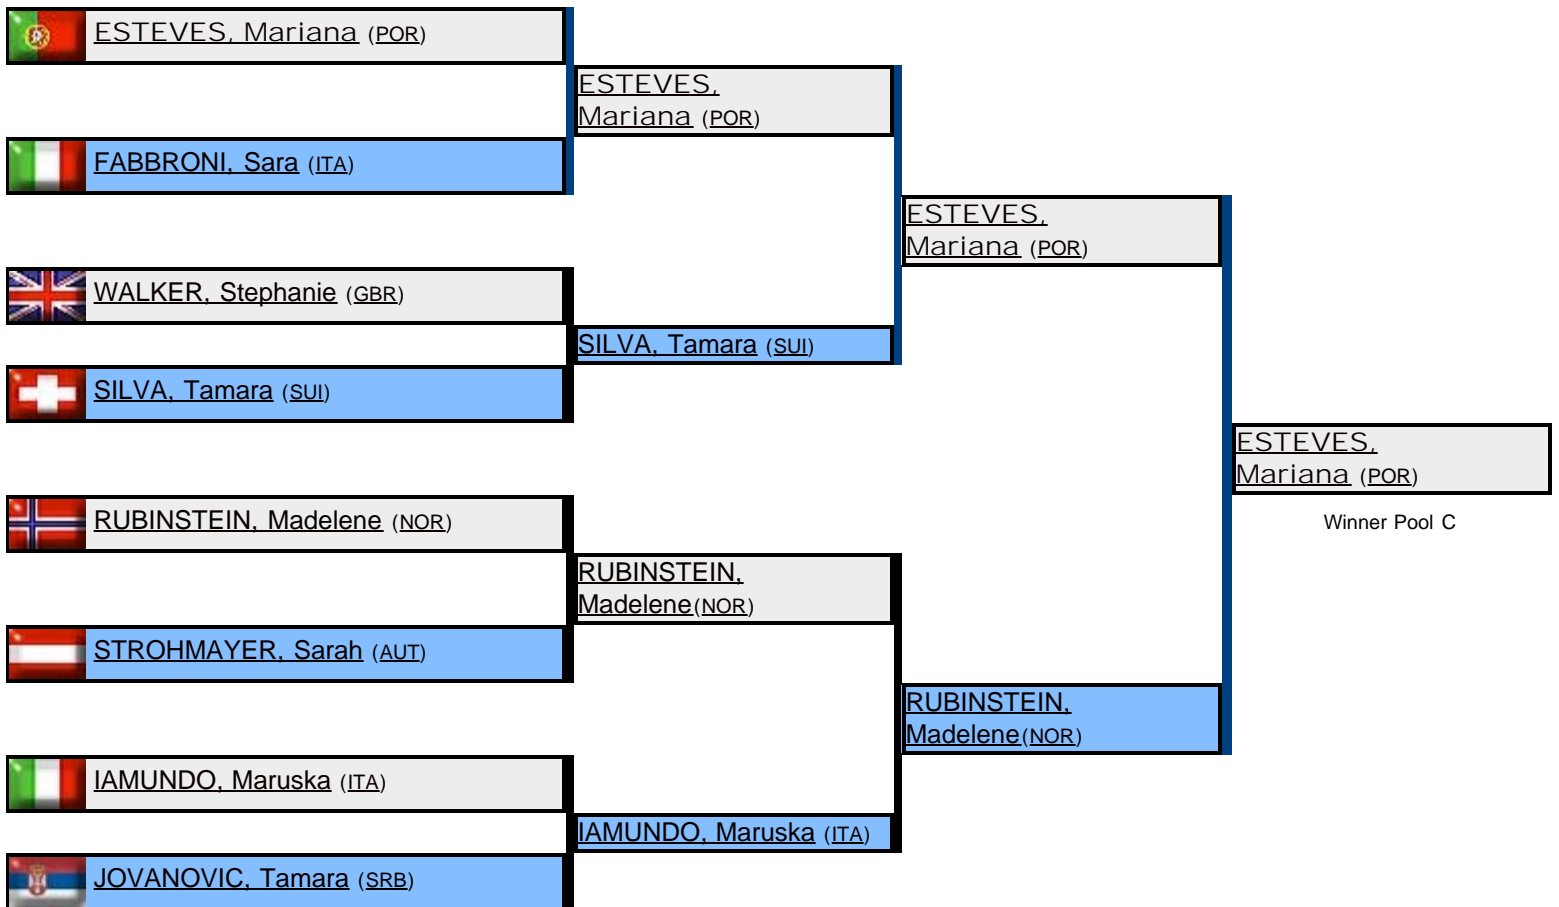 ESTEVES, Mariana (POR)
FABBRONI, Sara (ITA)
WALKER, Stephanie (GBR)
SILVA, Tamara (SUI)
RUBINSTEIN, Madelene (NOR)
STROHMAYER, Sarah (AUT)
IAMUNDO, Maruska (ITA)
JOVANOVIC, Tamara (SRB)
ESTEVES,
Mariana (POR)
SILVA, Tamara (SUI)
RUBINSTEIN,
Madelene(NOR)
IAMUNDO, Maruska (ITA)
ESTEVES,
Mariana (POR)
RUBINSTEIN,
Madelene(NOR)
ESTEVES,
Mariana (POR)
Winner Pool C